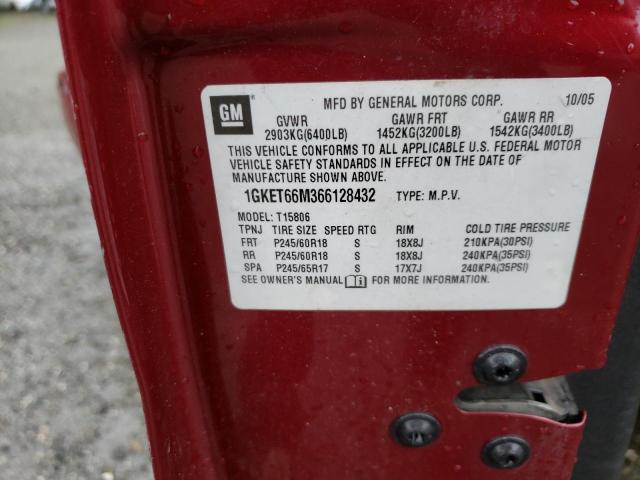 GM
MFD BY GENERAL MOTORS CORP. 10/05
GVWR GAWR FRT GAWR RR
2903KG(6400LB) 1452KG(3200LB) 1542KG(3400LB)
THIS VEHICLE CONFORMS TO ALL APPLICABLE U.S. FEDERAL MOTOR
VEHICLE SAFETY STANDARDS IN EFFECT ON THE DATE OF
MANUFACTURE SHOWN ABOVE.
1GKET66M366128432 TYPE: M.P.V.
MODEL: T15806
TPNJ TIRE SIZE SPEED RTG RIM COLD TIRE PRESSURE
FRT P245/60R18 S 18X8J 210KPA(30PSI)
RR P245/60R18 S 18X8J 240KPA(35PSI)
SPA P245/65R17 S 17X7J 240KPA(35PSI)
SEE OWNER'S MANUAL FOR MORE INFORMATION.